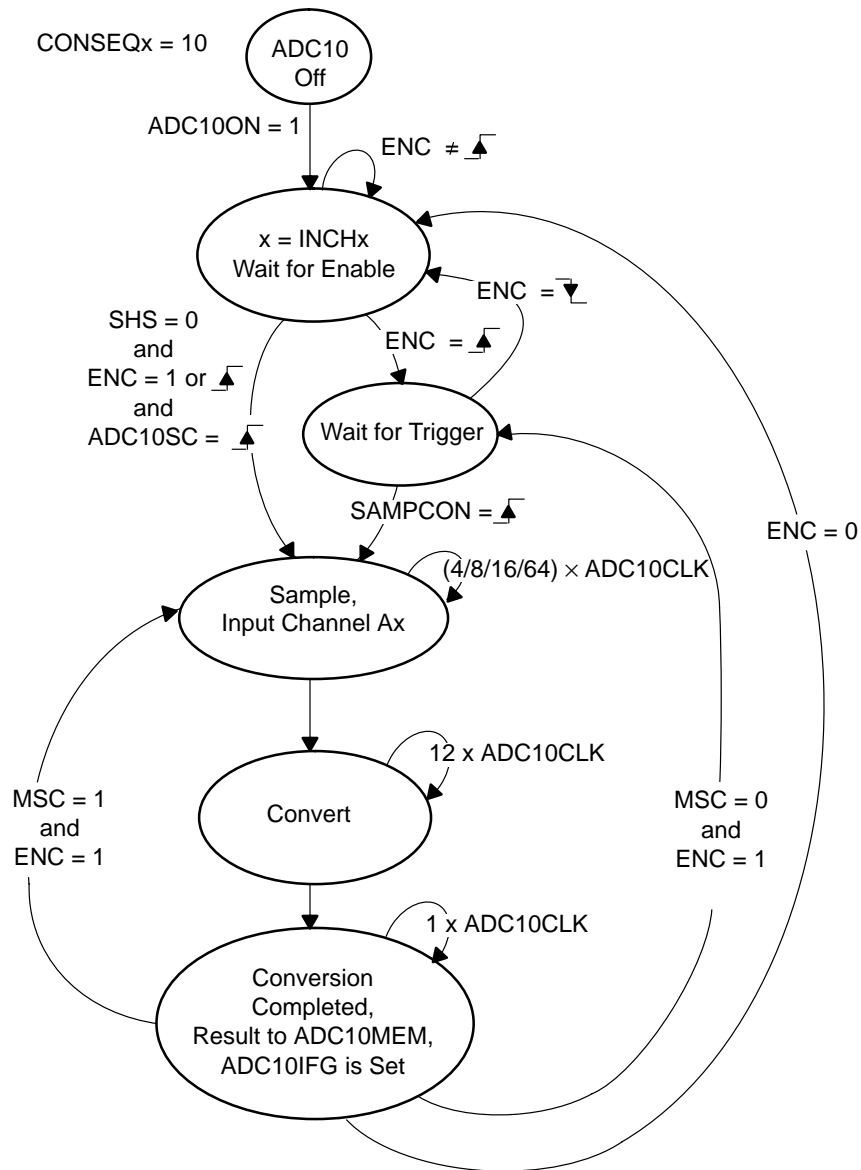 CONSEQx = 10
ADC10
Off
ADC10ON = 1
ENC ≠
x = INCHx
Wait for Enable
ENC =
SHS = 0
and
ENC = 1 or
and
ADC10SC =
ENC =
Wait for Trigger
SAMPCON =
ENC = 0
(4/8/16/64) × ADC10CLK
Sample,
Input Channel Ax
12 x ADC10CLK
Convert
MSC = 1
and
ENC = 1
MSC = 0
and
ENC = 1
1 x ADC10CLK
Conversion
Completed,
Result to ADC10MEM,
ADC10IFG is Set